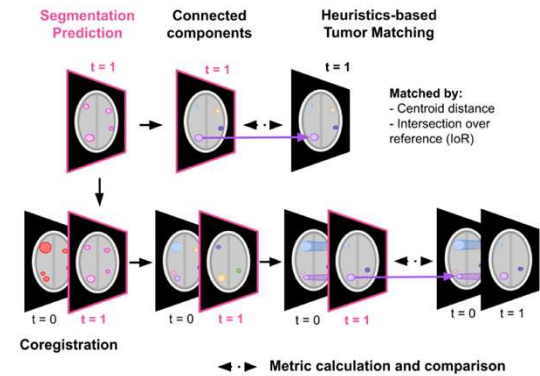 Segmentation
Prediction
Connected
components
Heuristics-based
Tumor Matching
t = 1
t = 1
t = 1
Matched by:
- Centroid distance
- Intersection over
reference (IoR)
t = 0
t = 1
t = 0
t = 1
t = 0
t = 1
t = 0
t = 1
Coregistration
Metric calculation and comparison